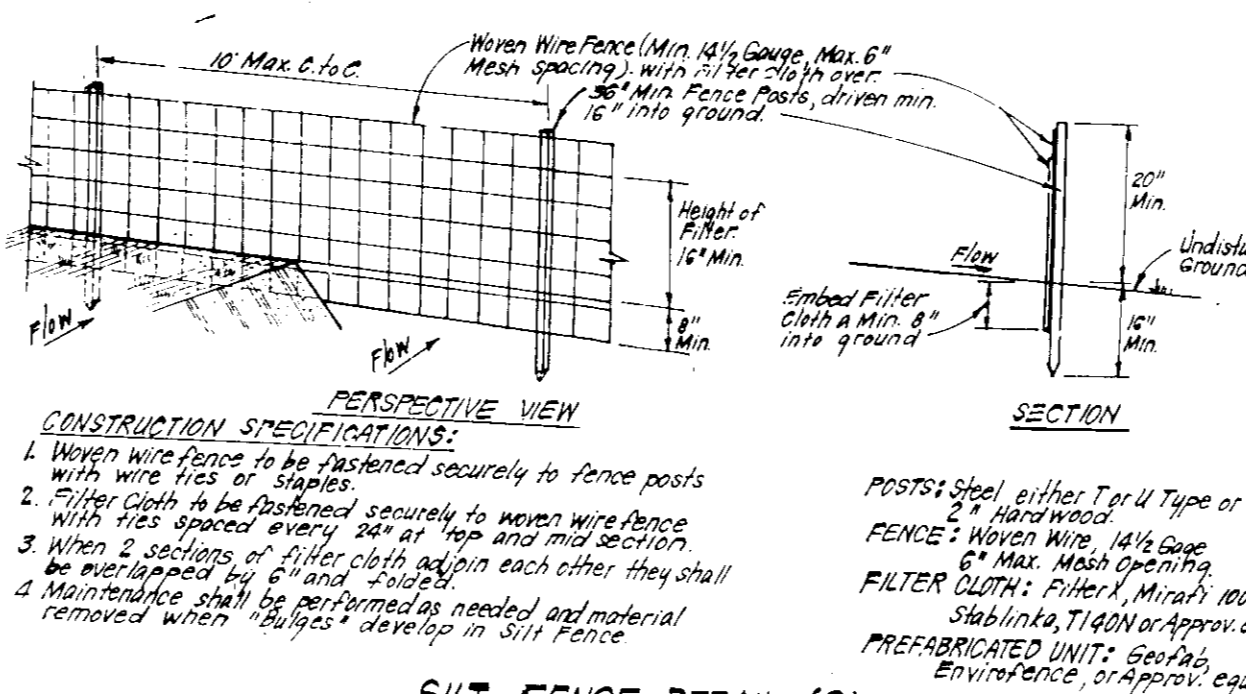 10' Max. C. to C.
Woven Wire Fence (Min. 14 1/2 Gauge, Max. 6"
Mesh Spacing) with Filter Cloth over.
36" Min. Fence Posts, driven min.
16" into ground.
Height of
Filter.
16" Min.
8"
Min.
Flow
Flow
PERSPECTIVE VIEW
20"
Min.
Flow
Ground
Embed Filter
Cloth a Min. 8"
into ground
16"
Min.
SECTION
CONSTRUCTION SPECIFICATIONS:
1. Woven wire fence to be fastened securely to fence posts
with wire ties or staples.
2. Filter Cloth to be fastened securely to woven wire fence
with ties spaced every 24" at top and mid section.
3. When 2 sections of filter cloth adjoin each other they shall
be overlapped by 6" and folded.
4 Maintenance shall be performed as needed and material
removed when "Bulges" develop in Silt Fence.
POSTS: Steel either T or U Type or
2" Hardwood.
FENCE: Woven Wire, 14 1/2 Gage
6" Max. Mesh Opening.
FILTER CLOTH: Filter X, Mirafi
Stablinka, T140N or Approv.
PREFABRICATED UNIT: Geofab,
Envirofence, or Approv.
SILT FENCE DETAIL